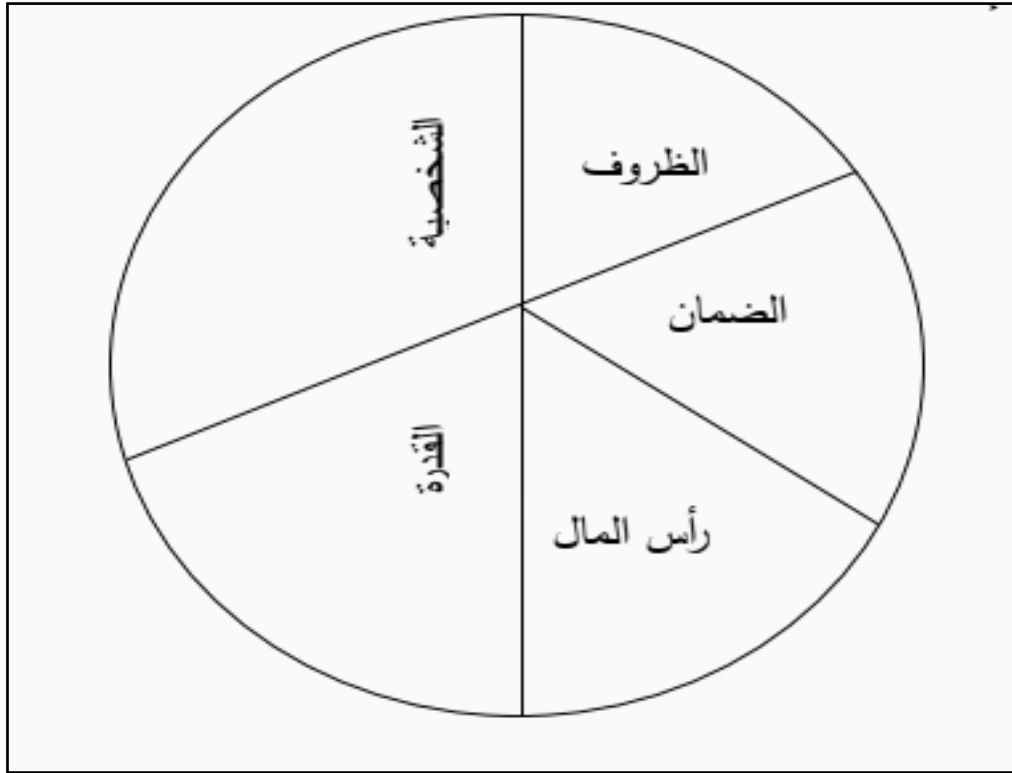 الظروف
الشخصية
الضمان
القدرة
رأس المال